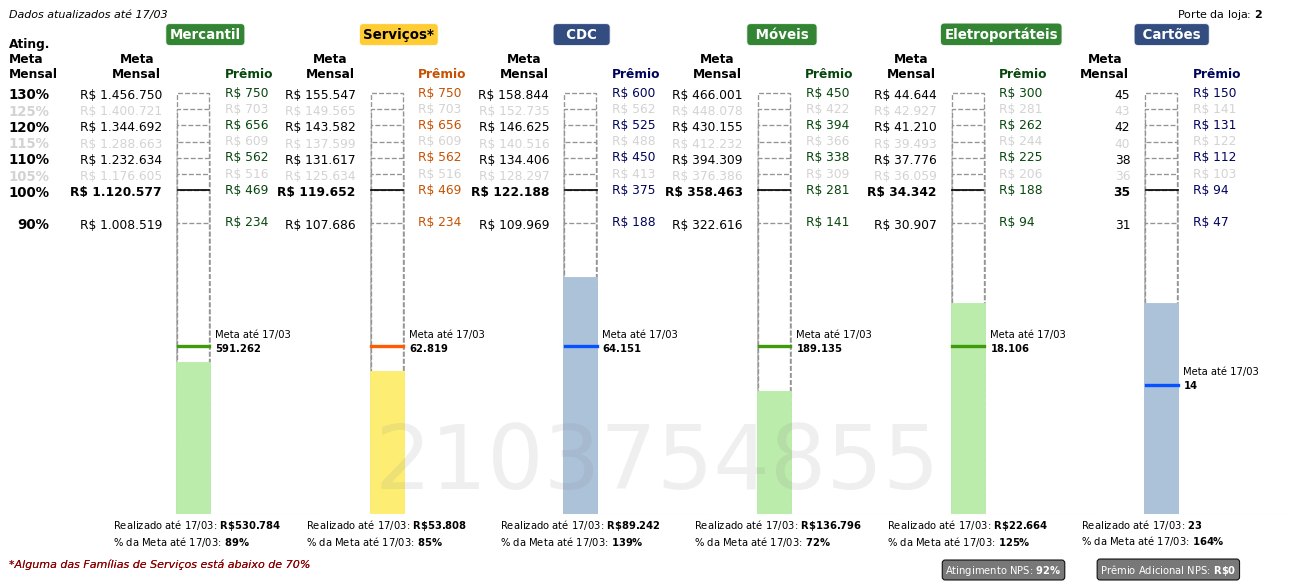 Dados atualizados até 17/03 Porte da loja: 2
Mercantil Serviços* CDC Móveis Eletroportáteis Cartões
Ating. Meta Mensal Meta Mensal Prêmio Meta Mensal Prêmio Meta Mensal Prêmio Meta Mensal Prêmio Meta Mensal Prêmio Meta Mensal Prêmio
130% R$ 1.456.750 R$ 750 R$ 155.547 R$ 750 R$ 158.844 R$ 600 R$ 466.001 R$ 450 R$ 44.644 R$ 300 45 R$ 150
125% R$ 1.400.721 R$ 703 R$ 149.565 R$ 703 R$ 152.735 R$ 562 R$ 448.078 R$ 422 R$ 42.927 R$ 281 43 R$ 141
120% R$ 1.344.692 R$ 656 R$ 143.582 R$ 656 R$ 146.625 R$ 525 R$ 430.155 R$ 394 R$ 41.210 R$ 262 42 R$ 131
115% R$ 1.288.663 R$ 609 R$ 137.599 R$ 609 R$ 140.516 R$ 488 R$ 412.232 R$ 366 R$ 39.493 R$ 244 40 R$ 122
110% R$ 1.232.634 R$ 562 R$ 131.617 R$ 562 R$ 134.406 R$ 450 R$ 394.309 R$ 338 R$ 37.776 R$ 225 38 R$ 112
105% R$ 1.176.605 R$ 516 R$ 125.634 R$ 516 R$ 128.297 R$ 413 R$ 376.386 R$ 309 R$ 36.059 R$ 206 36 R$ 103
100% R$ 1.120.577 R$ 469 R$ 119.652 R$ 469 R$ 122.188 R$ 375 R$ 358.463 R$ 281 R$ 34.342 R$ 188 35 R$ 94
90% R$ 1.008.519 R$ 234 R$ 107.686 R$ 234 R$ 109.969 R$ 188 R$ 322.616 R$ 141 R$ 30.907 R$ 94 31 R$ 47
Meta até 17/03 Meta até 17/03 Meta até 17/03 Meta até 17/03 Meta até 17/03
591.262 62.819 64.151 189.135 18.106
Meta até 17/03
14
2103754855
Realizado até 17/03: R$530.784 Realizado até 17/03: R$53.808 Realizado até 17/03: R$89.242 Realizado até 17/03: R$136.796 Realizado até 17/03: R$22.664 Realizado até 17/03: 23
% da Meta até 17/03: 89% % da Meta até 17/03: 85% % da Meta até 17/03: 139% % da Meta até 17/03: 72% % da Meta até 17/03: 125% % da Meta até 17/03: 164%
*Alguma das Famílias de Serviços está abaixo de 70% Atingimento NPS: 92% Prêmio Adicional NPS: R$0